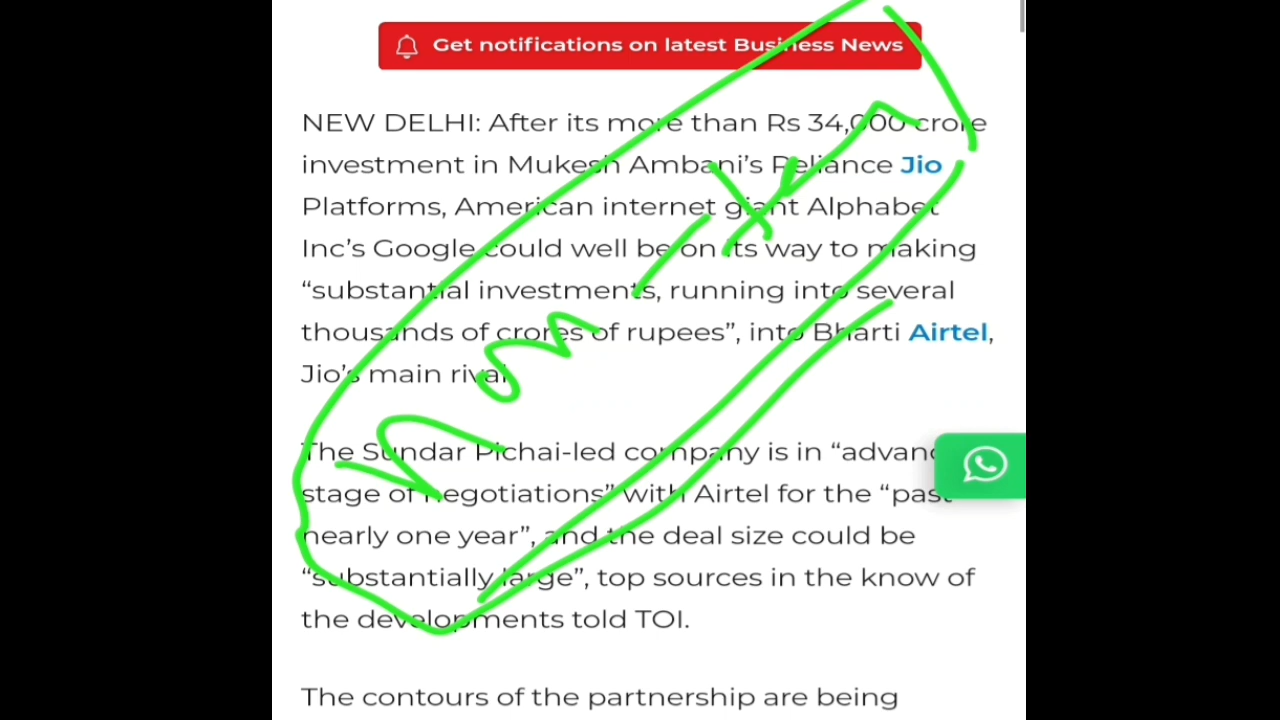 Get notifications on latest Business News
NEW DELHI: After its more than Rs 34,000 crore
investment in Mukesh Ambani's Reliance Jio
Platforms, American internet giant Alphabet
Inc's Google could well be on its way to making
“substantial investments, running into several
thousands of crores of rupees”, into Bharti Airtel,
Jio's main rival.
The Sundar Pichai-led company is in “advanced
stage of negotiations” with Airtel for the “past
nearly one year”, and the deal size could be
“substantially large”, top sources in the know of
the developments told TOI.
The contours of the partnership are being